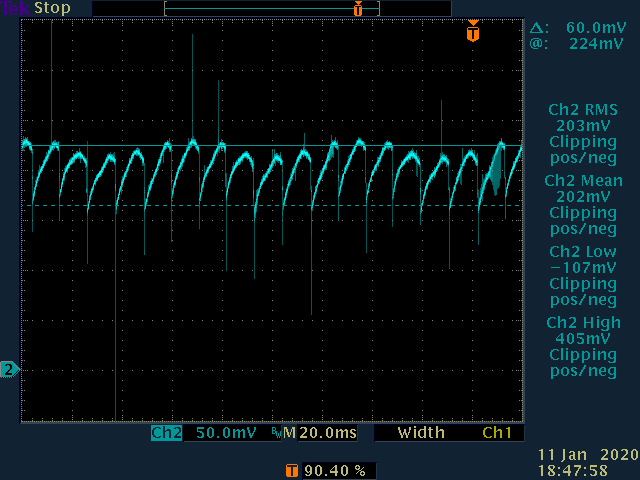 Tek Stop
T
T
Δ: 60.0mV
@: 224mV
Ch2 RMS
203mV
Clipping
pos/neg
Ch2 Mean
202mV
Clipping
pos/neg
Ch2 Low
−107mV
Clipping
pos/neg
Ch2 High
405mV
Clipping
pos/neg
2
Ch2 50.0mV BW M 20.0ms Width Ch1
T 90.40 %
11 Jan 2020
18:47:58